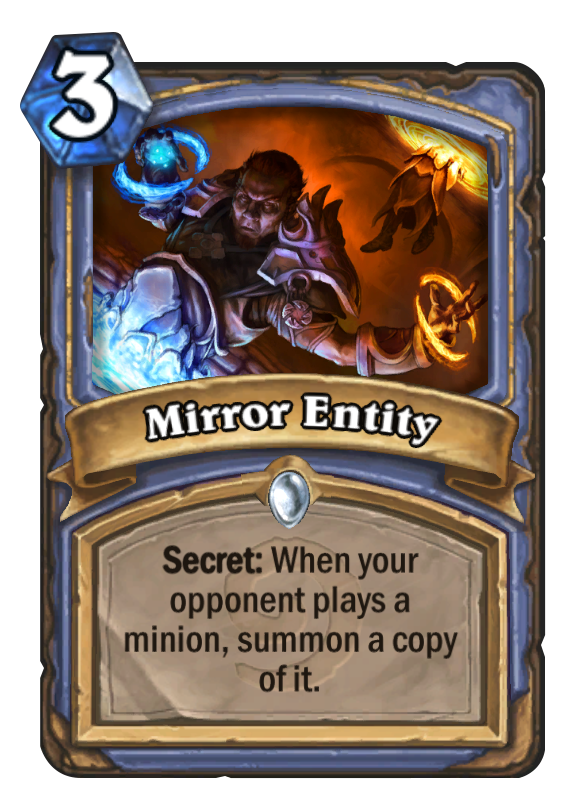 3
Mirror Entity
Secret: When your
opponent plays a
minion, summon a copy
of it.